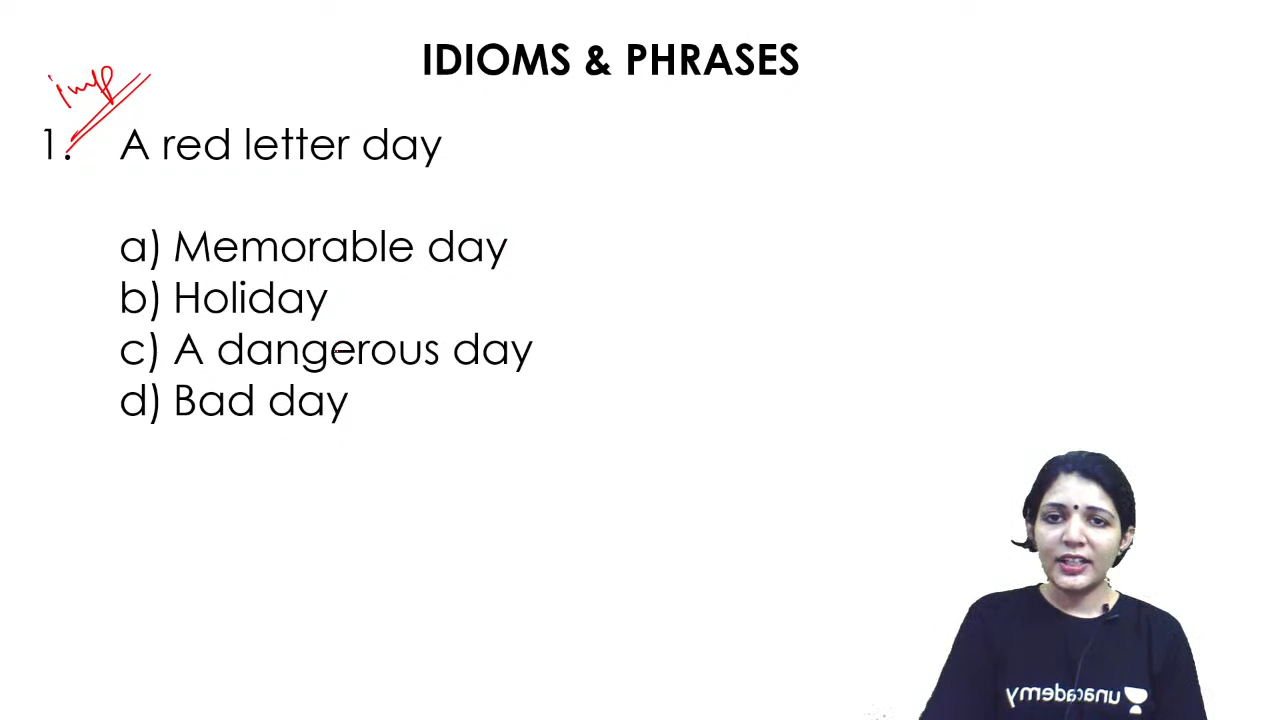 IDIOMS & PHRASES
imp
1. A red letter day
a) Memorable day
b) Holiday
c) A dangerous day
d) Bad day
unacademy